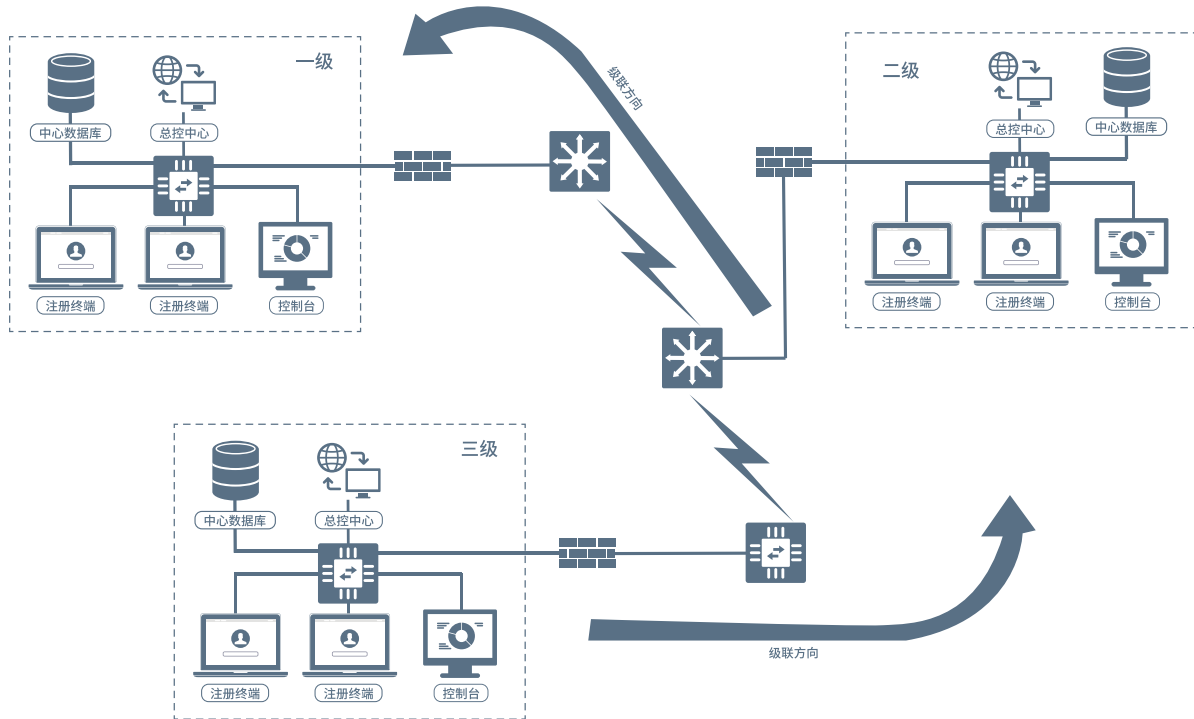 一级
中心数据库
总控中心
注册终端
注册终端
控制台
级联方向
二级
总控中心
中心数据库
注册终端
注册终端
控制台
三级
中心数据库
总控中心
注册终端
注册终端
控制台
级联方向